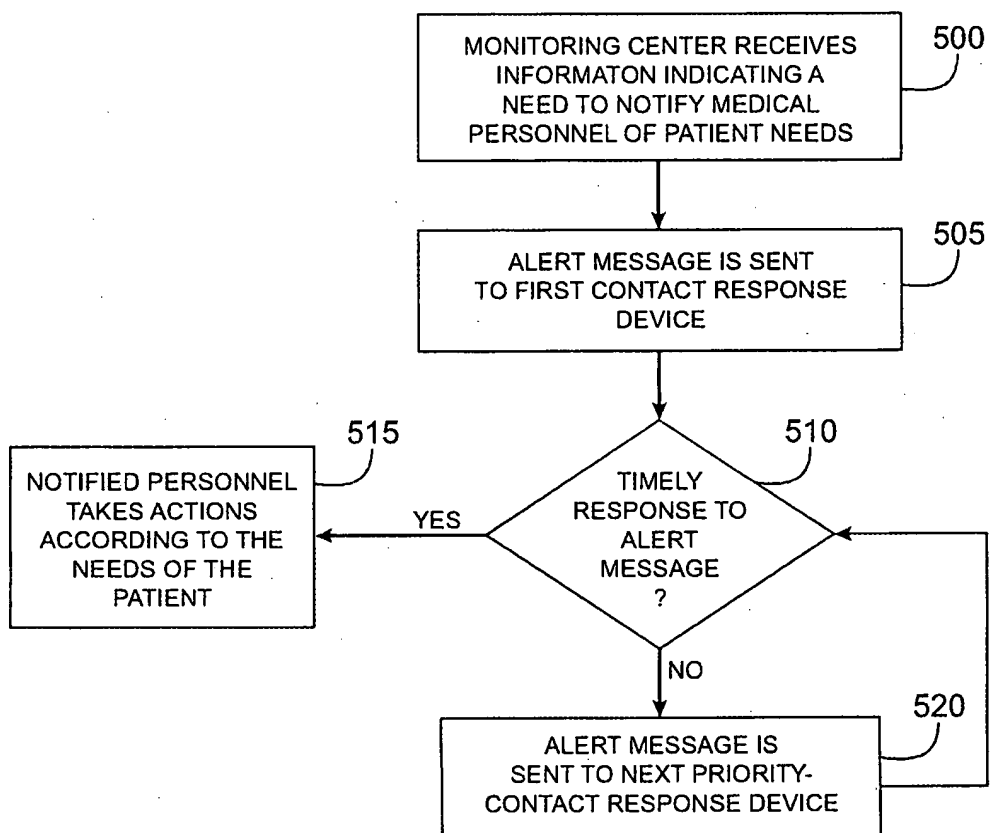 MONITORING CENTER RECEIVES
INFORMATON INDICATING A
NEED TO NOTIFY MEDICAL
PERSONNEL OF PATIENT NEEDS
500
ALERT MESSAGE IS SENT
TO FIRST CONTACT RESPONSE
DEVICE
505
TIMELY
RESPONSE TO
ALERT
MESSAGE
?
510
YES
NOTIFIED PERSONNEL
TAKES ACTIONS
ACCORDING TO THE
NEEDS OF THE
PATIENT
515
NO
ALERT MESSAGE IS
SENT TO NEXT PRIORITY-
CONTACT RESPONSE DEVICE
520